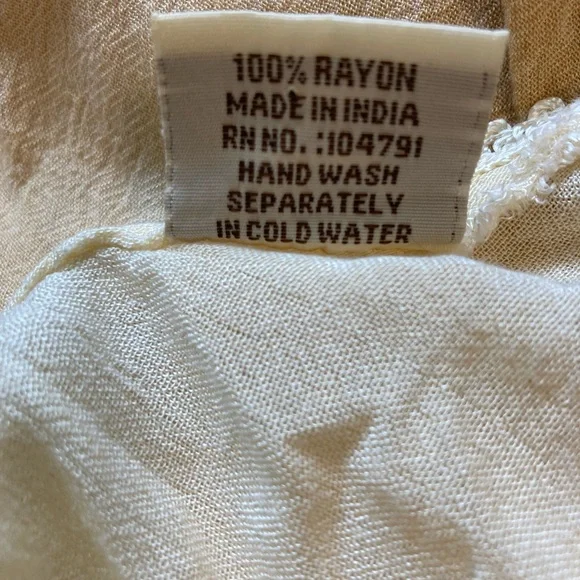 100% RAYON
MADE IN INDIA
RN NO. :104791
HAND WASH
SEPARATELY
IN COLD WATER